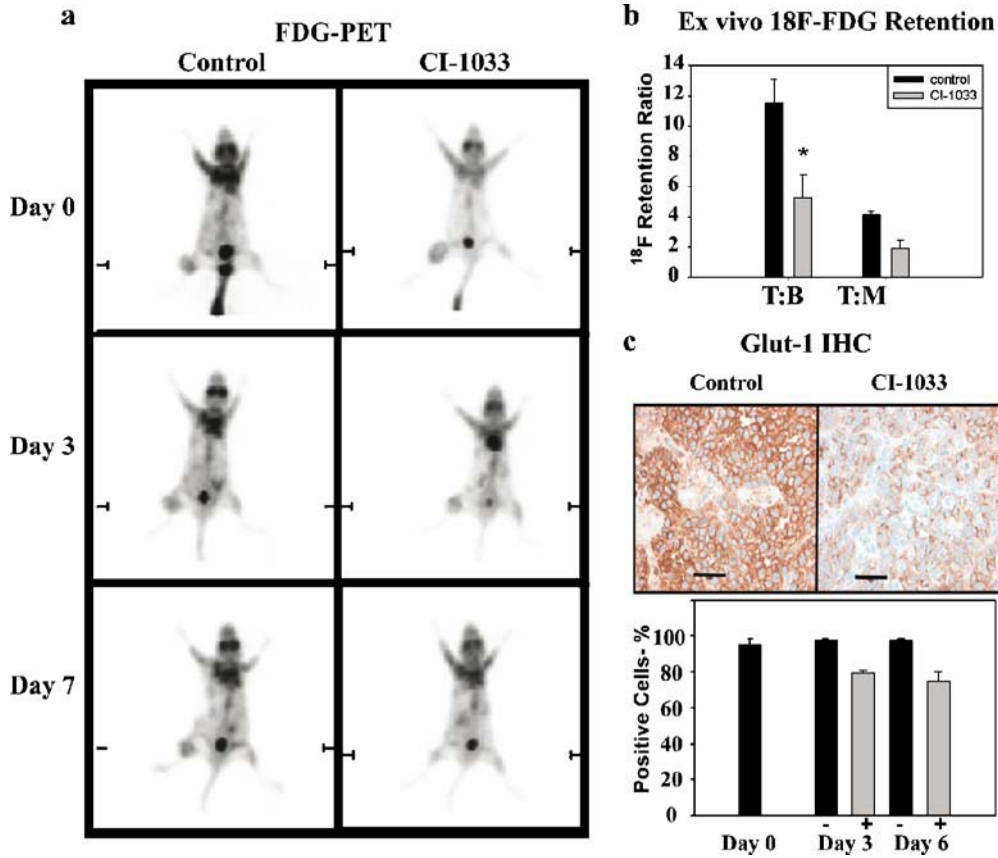 a
FDG-PET
Control CI-1033
Day 0
Day 3
Day 7
b Ex vivo 18F-FDG Retention
18F Retention Ratio
14
12
10
8
6
4
2
0
control
CI-1033
*
T:B T:M
c Glut-1 IHC
Control CI-1033
Positive Cells- %
100
80
60
40
20
0
- + - +
Day 0 Day 3 Day 6